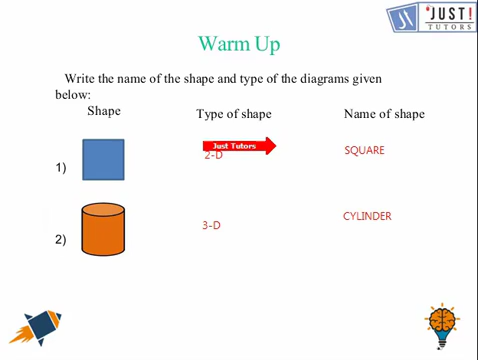 JUST!
TUTORS
Warm Up
Write the name of the shape and type of the diagrams given
below:
Shape Type of shape Name of shape
Just Tutors
1) 2-D SQUARE
2) 3-D CYLINDER